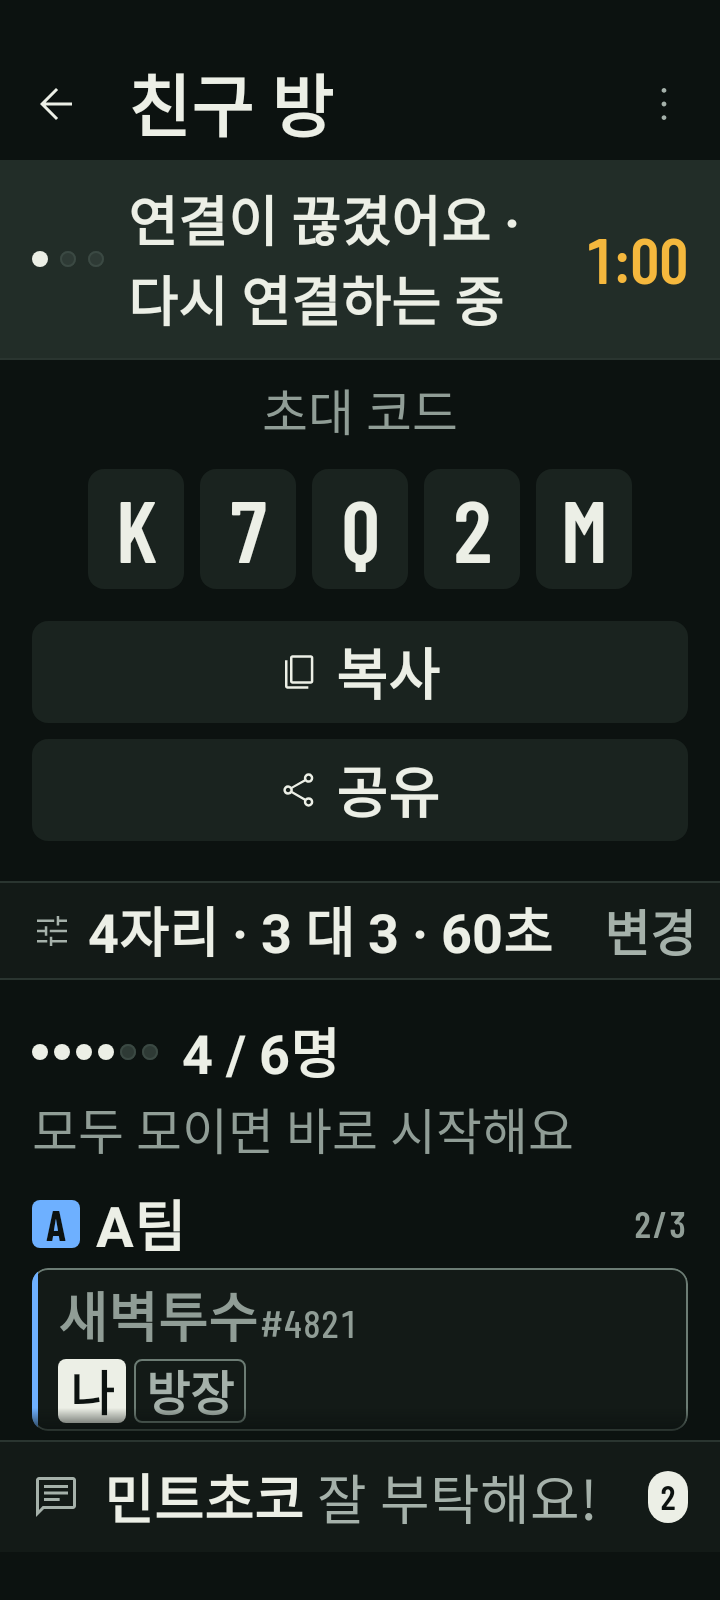 친구 방
연결이 끊겼어요 ·
다시 연결하는 중
1:00
초대 코드
K 7 Q 2 M
복사
공유
4자리 · 3 대 3 · 60초 변경
4 / 6명
모두 모이면 바로 시작해요
A A팀 2/3
새벽투수#4821
나 방장
민트초코 잘 부탁해요! 2